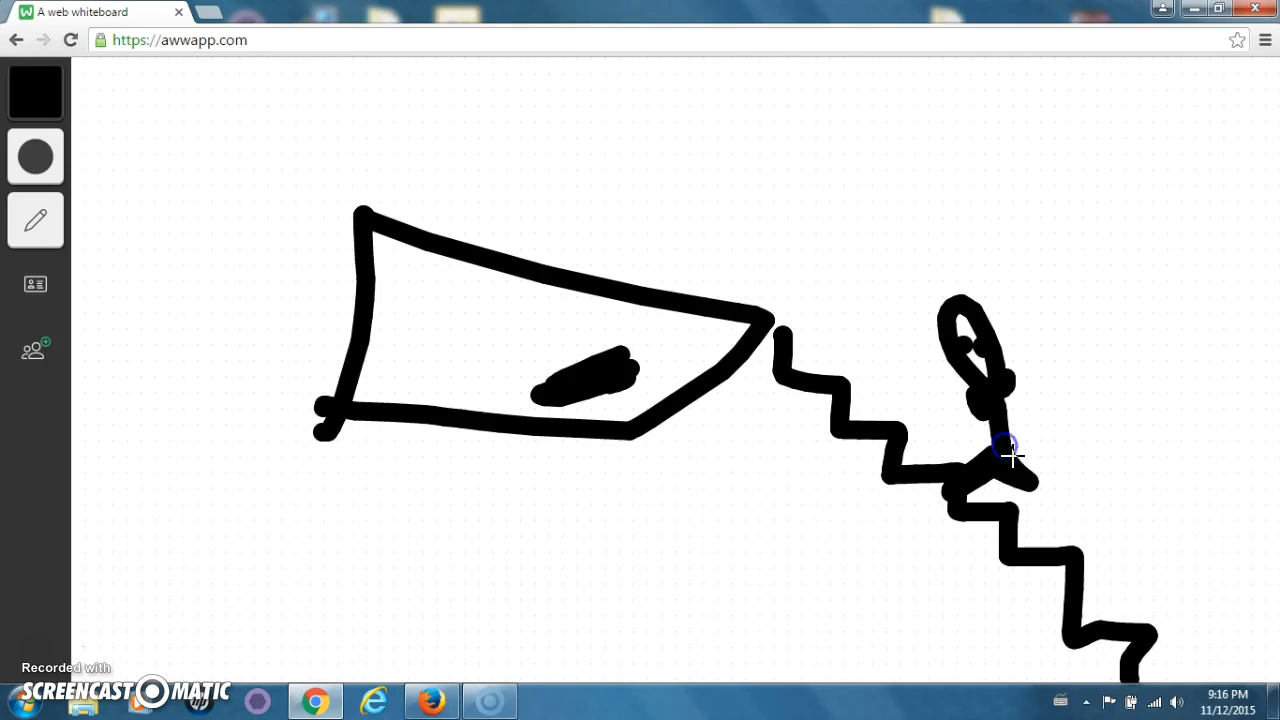 A web whiteboard
https://awwapp.com
Recorded with
SCREENCAST-O-MATIC
9:16 PM
11/12/2015